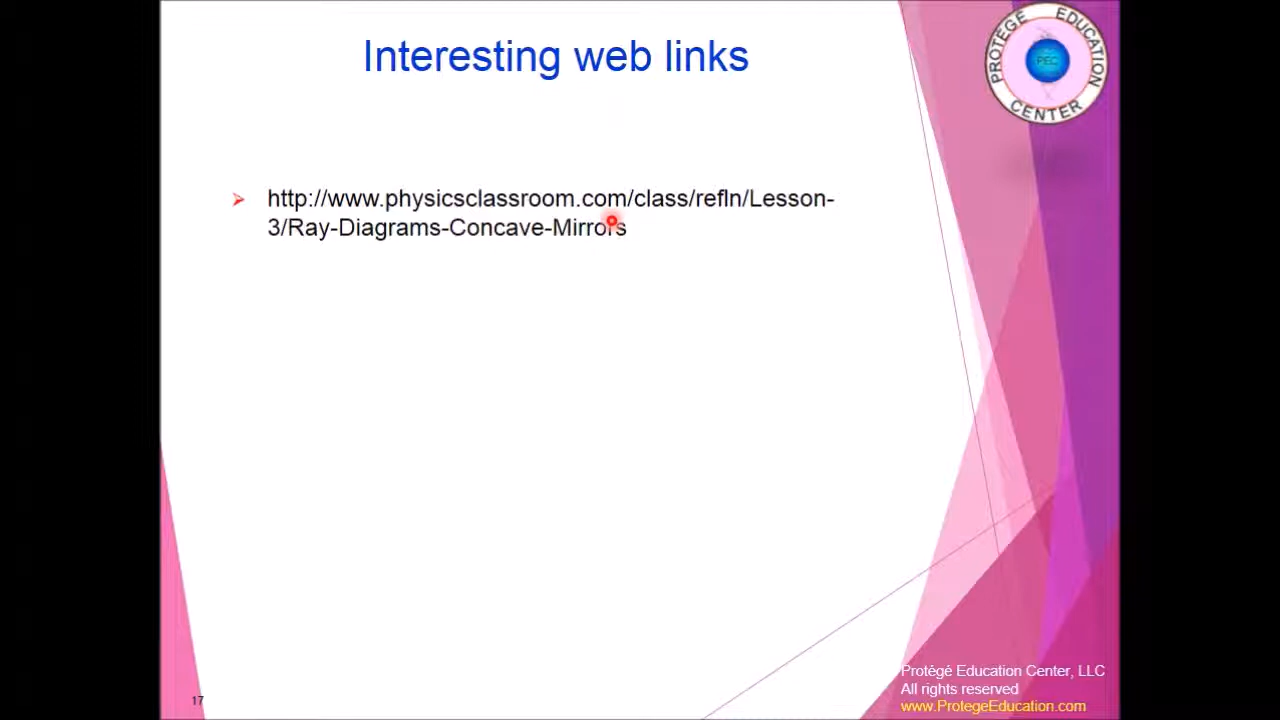 Interesting web links
PROTÉGÉ EDUCATION
CENTER
PEC
http://www.physicsclassroom.com/class/refln/Lesson-
3/Ray-Diagrams-Concave-Mirrors
17
Protégé Education Center, LLC
All rights reserved
www.ProtegeEducation.com